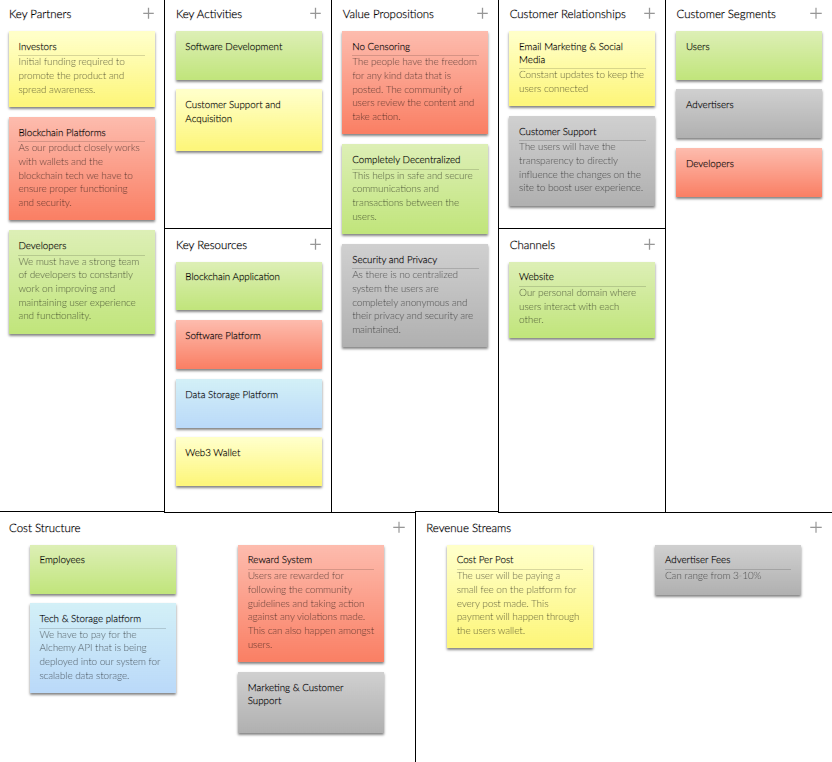 Key Partners
Investors
Initial funding required to
promote the product and
spread awareness.
Blockchain Platforms
As our product closely works
with wallets and the
blockchain tech we have to
ensure proper functioning
and security.
Developers
We must have a strong team
of developers to constantly
work on improving and
maintaining user experience
and functionality.
Key Activities
Software Development
Customer Support and
Acquisition
Key Resources
Blockchain Application
Software Platform
Data Storage Platform
Web3 Wallet
Value Propositions
No Censoring
The people have the freedom
for any kind data that is
posted. The community of
users review the content and
take action.
Completely Decentralized
This helps in safe and secure
communications and
transactions between the
users.
Security and Privacy
As there is no centralized
system the users are
completely anonymous and
their privacy and security are
maintained.
Customer Relationships
Email Marketing & Social
Media
Constant updates to keep the
users connected
Customer Support
The users will have the
transparency to directly
influence the changes on the
site to boost user experience.
Channels
Website
Our personal domain where
users interact with each
other.
Customer Segments
Users
Advertisers
Developers
Cost Structure
Employees
Tech & Storage platform
We have to pay for the
Alchemy API that is being
deployed into our system for
scalable data storage.
Reward System
Users are rewarded for
following the community
guidelines and taking action
against any violations made.
This can also happen amongst
users.
Marketing & Customer
Support
Revenue Streams
Cost Per Post
The user will be paying a
small fee on the platform for
every post made. This
payment will happen through
the users wallet.
Advertiser Fees
Can range from 3-10%